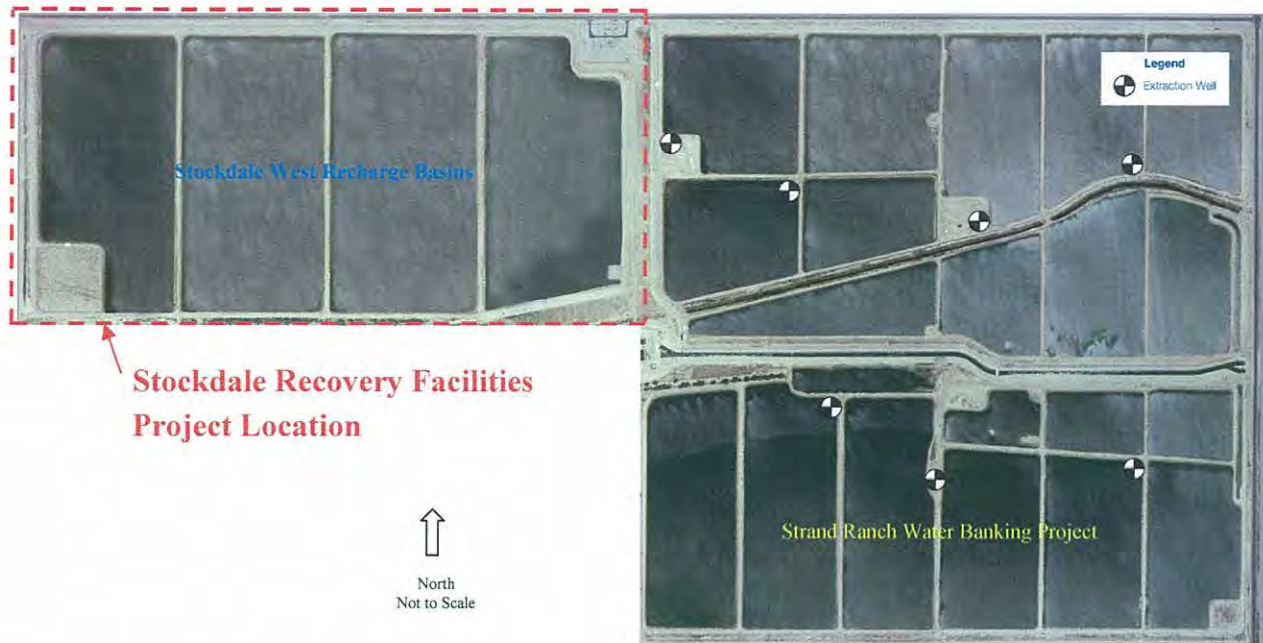 Legend
Extraction Well
Stockdale West Recharge Basins
Stockdale Recovery Facilities
Project Location
Strand Ranch Water Banking Project
North
Not to Scale